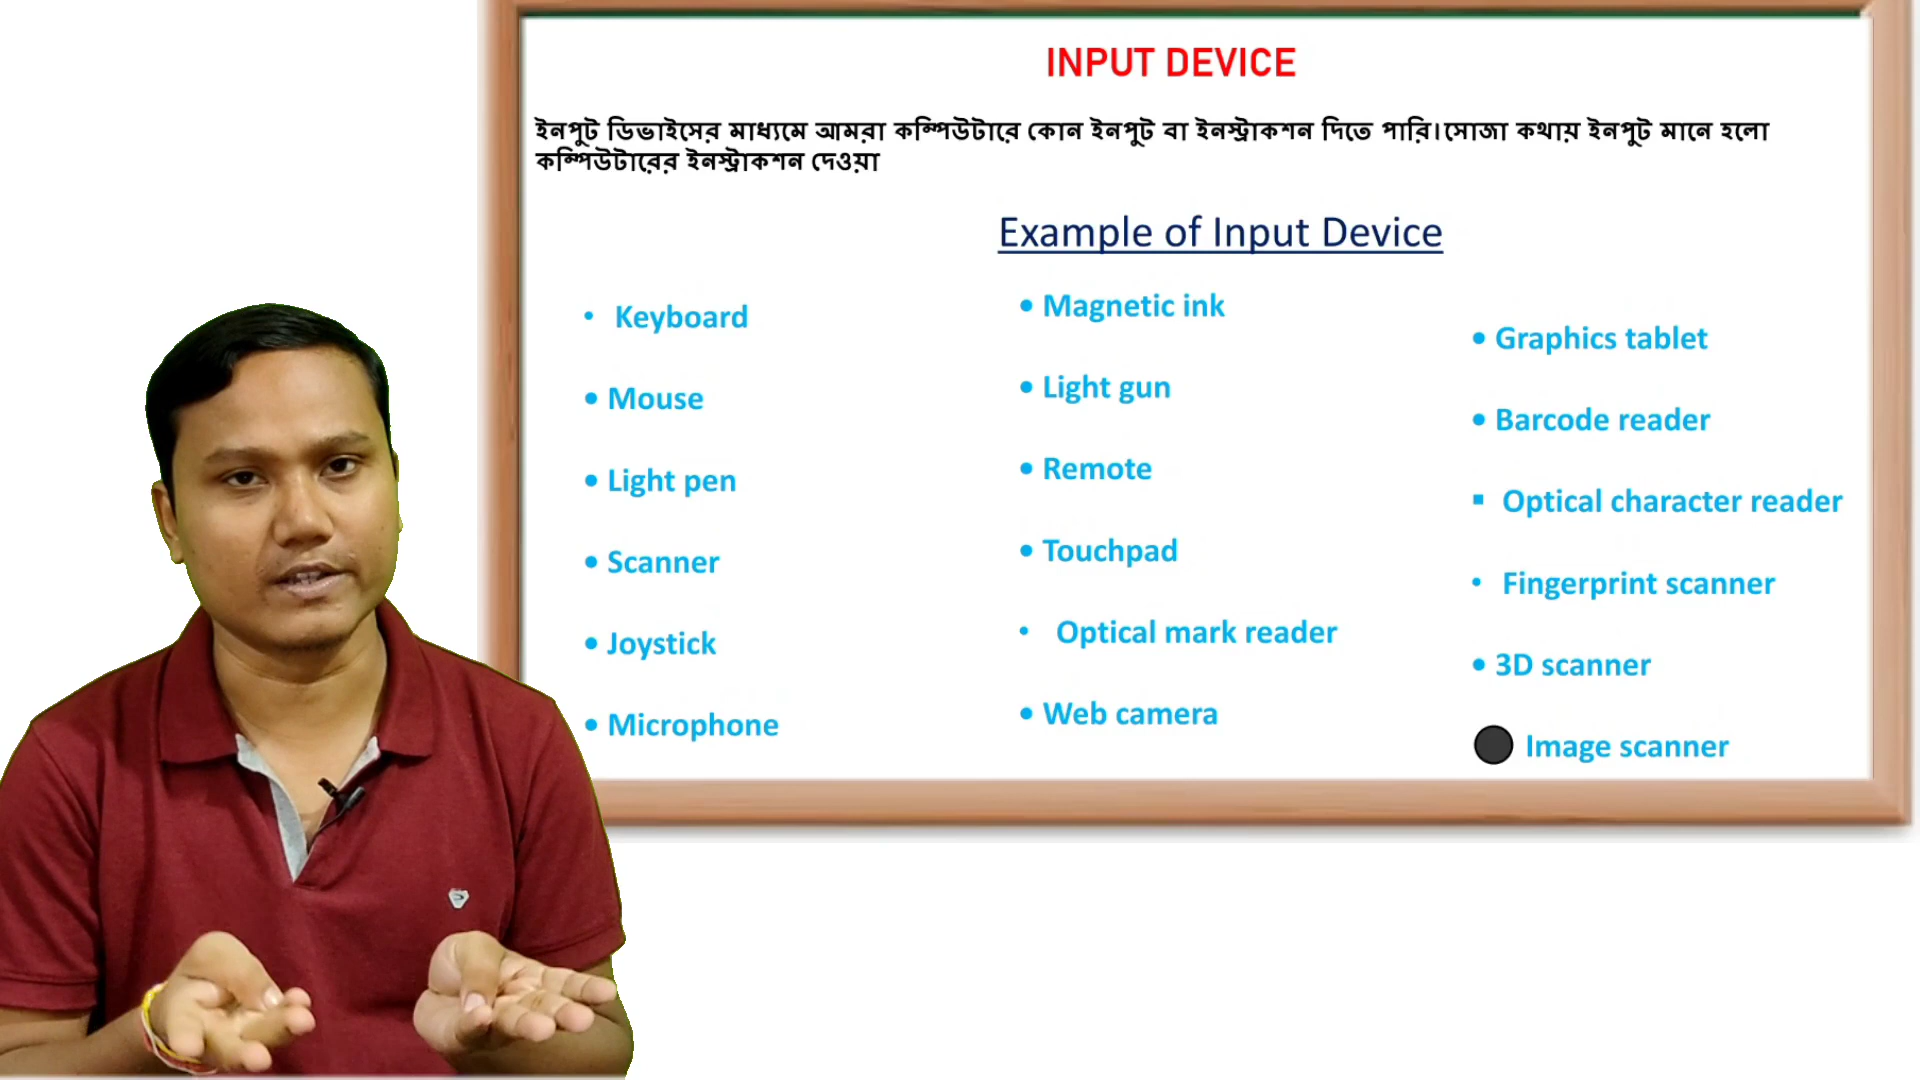 INPUT DEVICE
ইনপুট ডিভাইসের মাধ্যমে আমরা কম্পিউটারে কোন ইনপুট বা ইনস্ট্রাকশন দিতে পারি।সোজা কথায় ইনপুট মানে হলো
কম্পিউটারের ইনস্ট্রাকশন দেওয়া
Example of Input Device
• Keyboard
• Mouse
• Light pen
• Scanner
• Joystick
• Microphone
• Magnetic ink
• Light gun
• Remote
• Touchpad
• Optical mark reader
• Web camera
• Graphics tablet
• Barcode reader
▪ Optical character reader
• Fingerprint scanner
• 3D scanner
● Image scanner